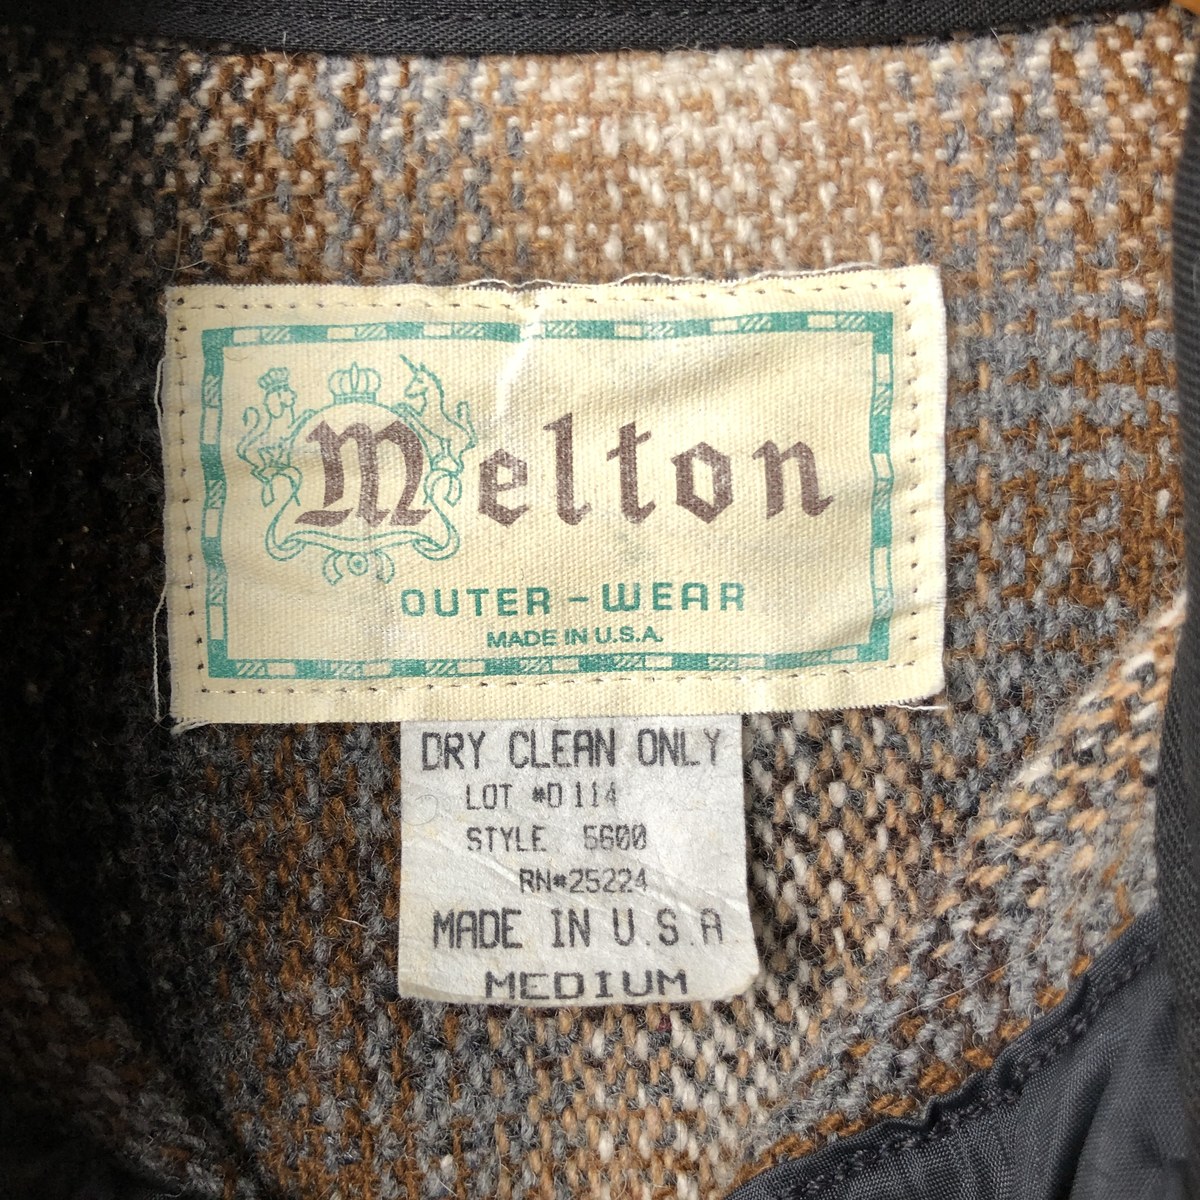 Melton
OUTER-WEAR
MADE IN U.S.A.
DRY CLEAN ONLY
LOT #D114
STYLE 5600
RN#25224
MADE IN U.S.A
MEDIUM